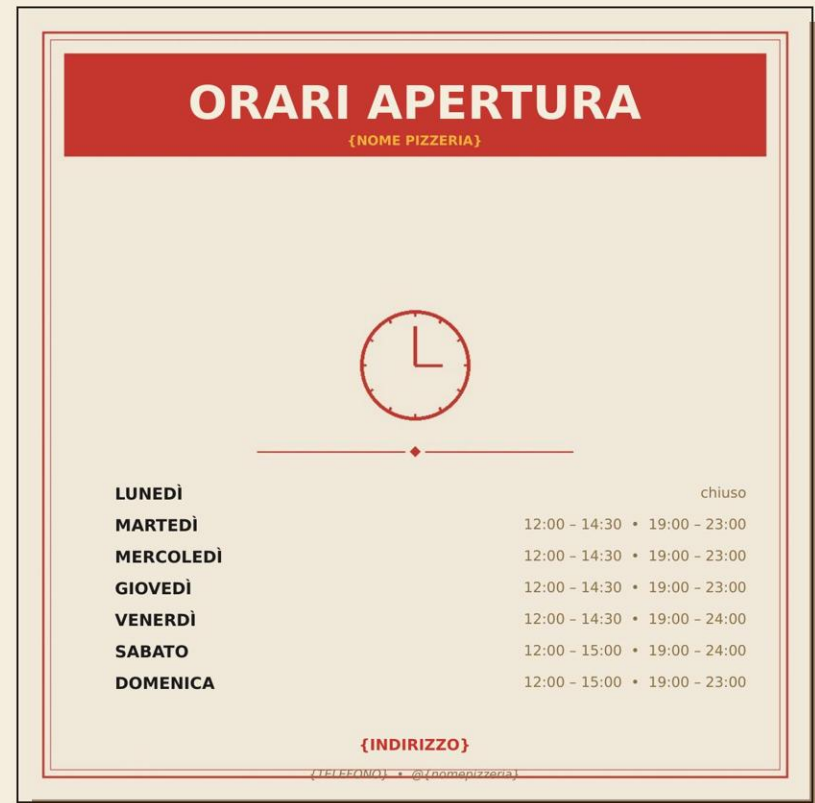 ORARI APERTURA
{NOME PIZZERIA}
LUNEDÌ chiuso
MARTEDÌ 12:00 – 14:30 • 19:00 – 23:00
MERCOLEDÌ 12:00 – 14:30 • 19:00 – 23:00
GIOVEDÌ 12:00 – 14:30 • 19:00 – 23:00
VENERDÌ 12:00 – 14:30 • 19:00 – 24:00
SABATO 12:00 – 15:00 • 19:00 – 24:00
DOMENICA 12:00 – 15:00 • 19:00 – 23:00
{INDIRIZZO}
{TELEFONO} • @{nomepizzeria}